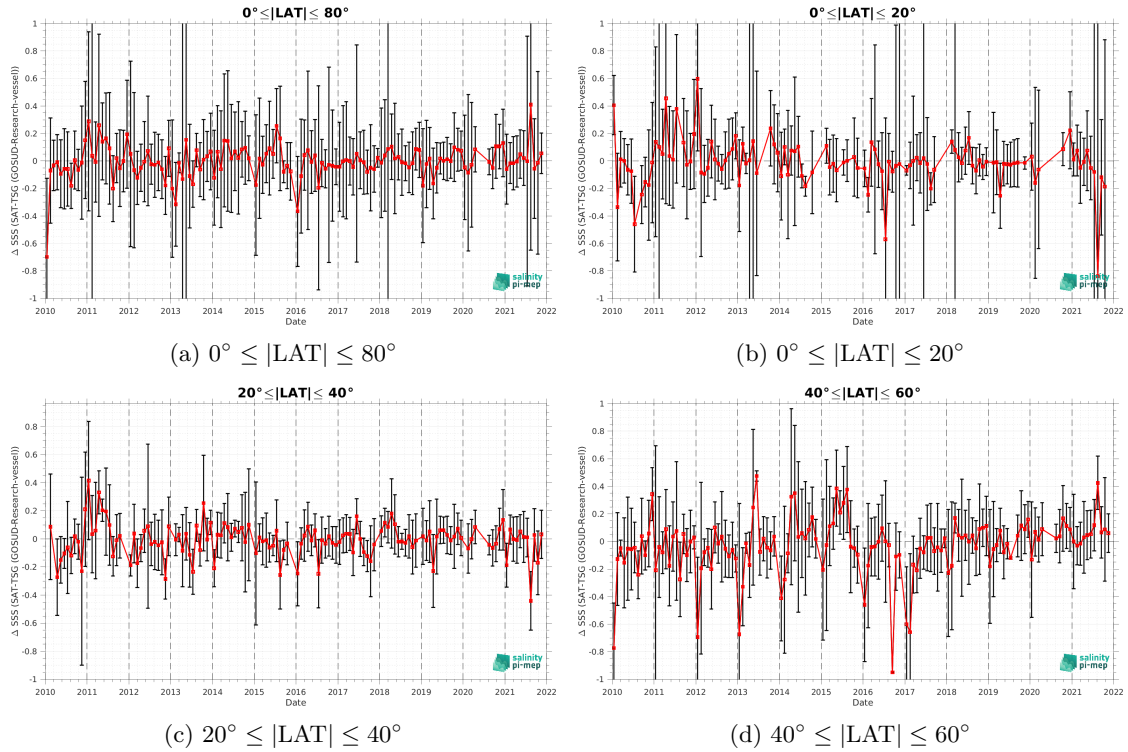 0°≤|LAT|≤ 80°
Δ SSS (SAT-TSG (GOSUD-Research-vessel))
1
0.8
0.6
0.4
0.2
0
-0.2
-0.4
-0.6
-0.8
-1
2010 2011 2012 2013 2014 2015 2016 2017 2018 2019 2020 2021 2022
Date
salinity
pi-mep
(a) 0° ≤ |LAT| ≤ 80°
0°≤|LAT|≤ 20°
Δ SSS (SAT-TSG (GOSUD-Research-vessel))
1
0.8
0.6
0.4
0.2
0
-0.2
-0.4
-0.6
-0.8
-1
2010 2011 2012 2013 2014 2015 2016 2017 2018 2019 2020 2021 2022
Date
salinity
pi-mep
(b) 0° ≤ |LAT| ≤ 20°
20°≤|LAT|≤ 40°
Δ SSS (SAT-TSG (GOSUD-Research-vessel))
0.8
0.6
0.4
0.2
0
-0.2
-0.4
-0.6
-0.8
-1
2010 2011 2012 2013 2014 2015 2016 2017 2018 2019 2020 2021 2022
Date
salinity
pi-mep
(c) 20° ≤ |LAT| ≤ 40°
40°≤|LAT|≤ 60°
Δ SSS (SAT-TSG (GOSUD-Research-vessel))
1
0.8
0.6
0.4
0.2
0
-0.2
-0.4
-0.6
-0.8
-1
2010 2011 2012 2013 2014 2015 2016 2017 2018 2019 2020 2021 2022
Date
salinity
pi-mep
(d) 40° ≤ |LAT| ≤ 60°